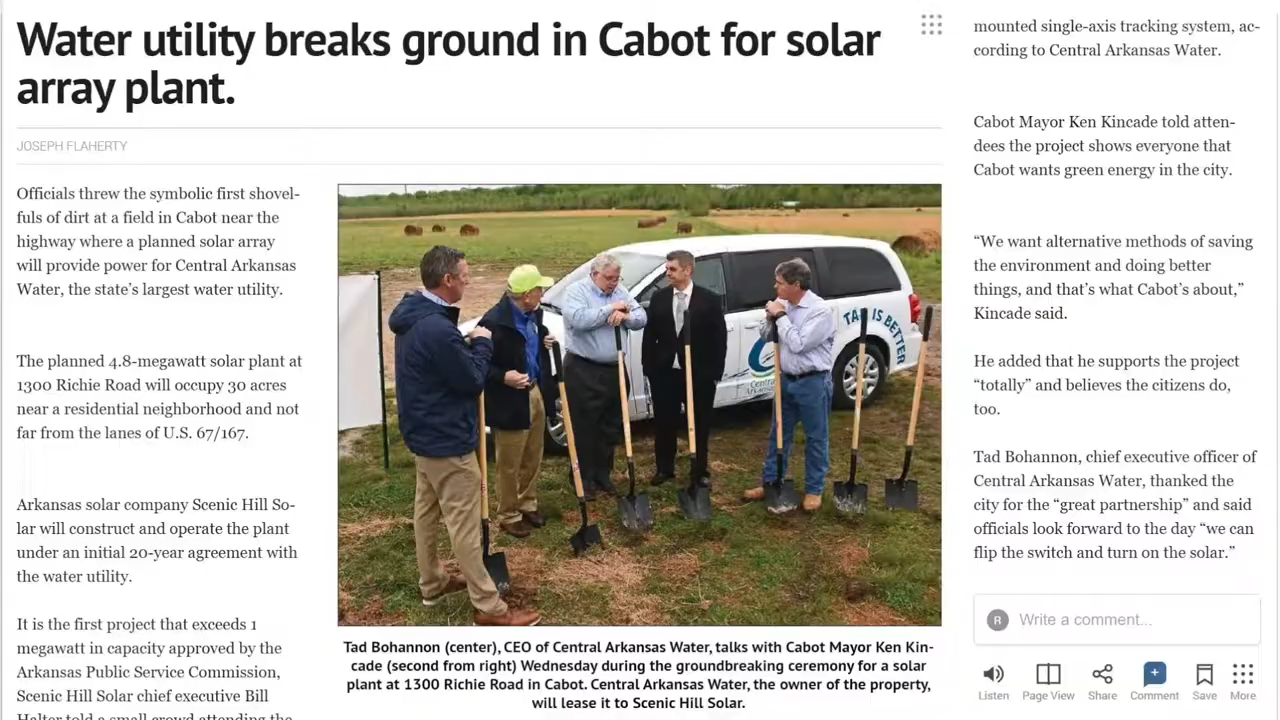 Water utility breaks ground in Cabot for solar
array plant.
JOSEPH FLAHERTY
Officials threw the symbolic first shovel-
fuls of dirt at a field in Cabot near the
highway where a planned solar array
will provide power for Central Arkansas
Water, the state’s largest water utility.
The planned 4.8-megawatt solar plant at
1300 Richie Road will occupy 30 acres
near a residential neighborhood and not
far from the lanes of U.S. 67/167.
Arkansas solar company Scenic Hill So-
lar will construct and operate the plant
under an initial 20-year agreement with
the water utility.
It is the first project that exceeds 1
megawatt in capacity approved by the
Arkansas Public Service Commission,
Scenic Hill Solar chief executive Bill
Halter told a small crowd attending the
TAP IS BETTER
Central
Arkansas
Tad Bohannon (center), CEO of Central Arkansas Water, talks with Cabot Mayor Ken Kin-
cade (second from right) Wednesday during the groundbreaking ceremony for a solar
plant at 1300 Richie Road in Cabot. Central Arkansas Water, the owner of the property,
will lease it to Scenic Hill Solar.
mounted single-axis tracking system, ac-
cording to Central Arkansas Water.
Cabot Mayor Ken Kincade told atten-
dees the project shows everyone that
Cabot wants green energy in the city.
“We want alternative methods of saving
the environment and doing better
things, and that’s what Cabot’s about,”
Kincade said.
He added that he supports the project
“totally” and believes the citizens do,
too.
Tad Bohannon, chief executive officer of
Central Arkansas Water, thanked the
city for the “great partnership” and said
officials look forward to the day “we can
flip the switch and turn on the solar.”
R Write a comment...
Listen Page View Share Comment Save More